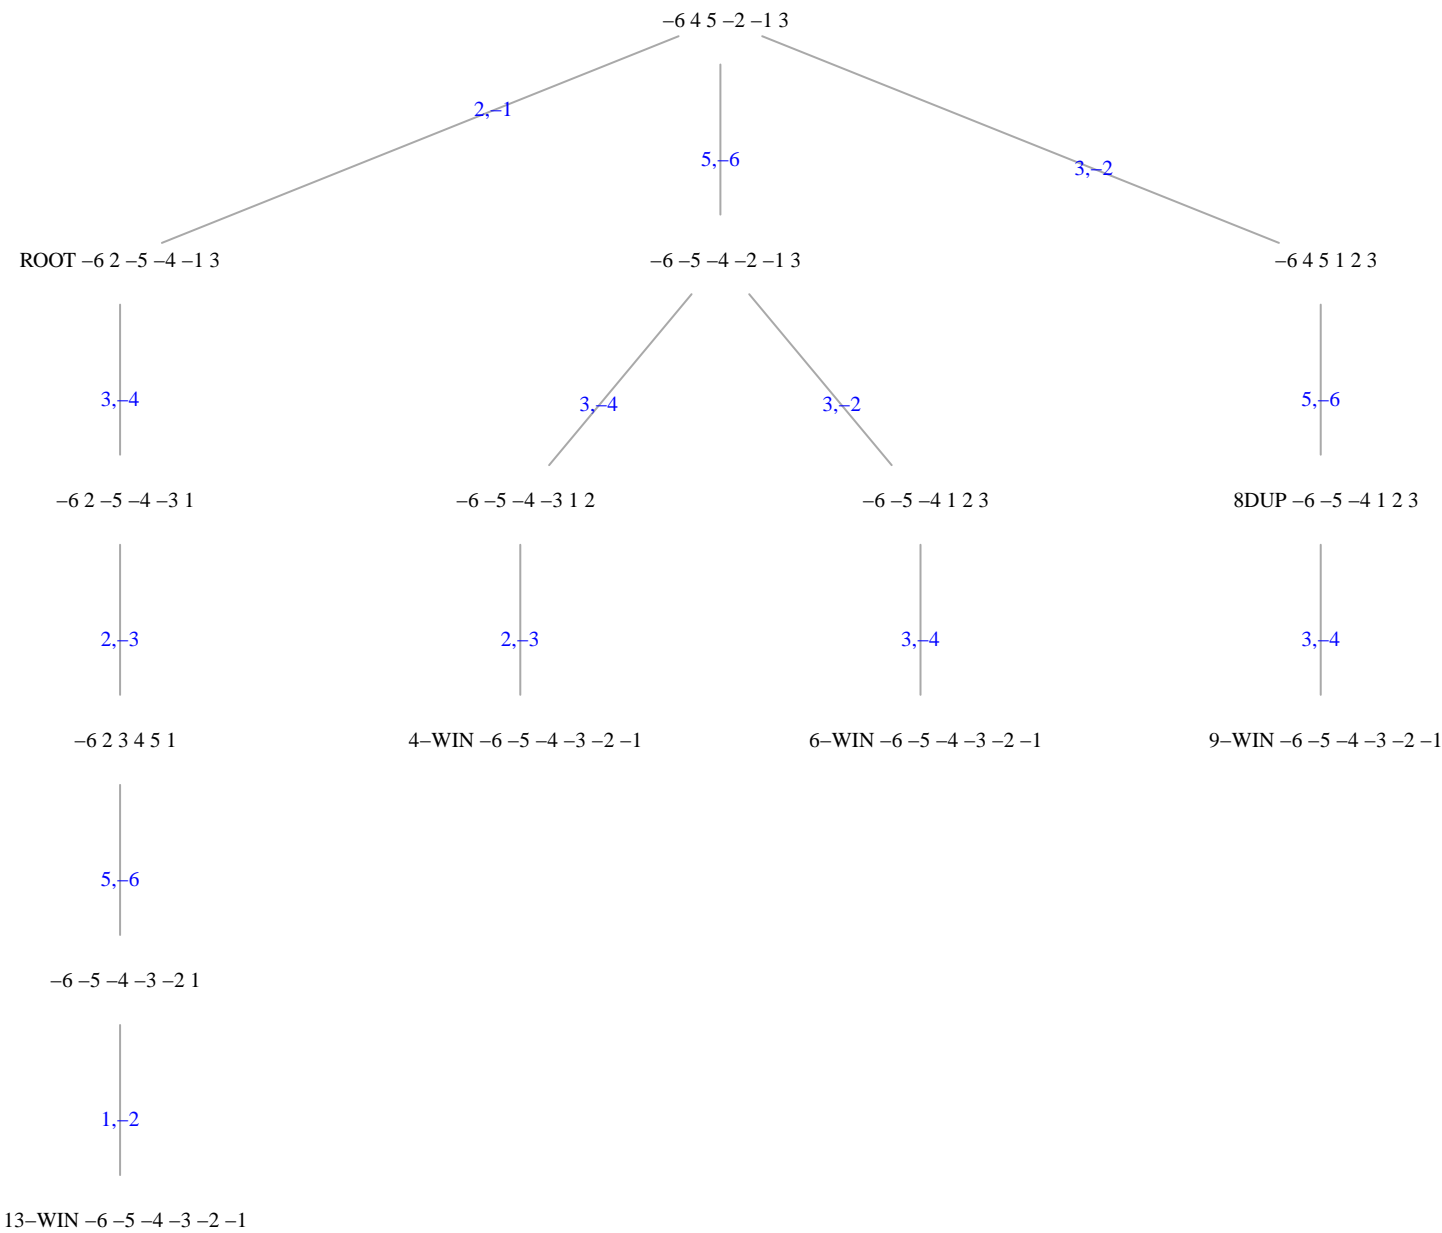 –6 4 5 –2 –1 3
2,–1
5,–6
3,–2
ROOT –6 2 –5 –4 –1 3
–6 –5 –4 –2 –1 3
–6 4 5 1 2 3
3,–4
3,–4
3,–2
5,–6
–6 2 –5 –4 –3 1
–6 –5 –4 –3 1 2
–6 –5 –4 1 2 3
8DUP –6 –5 –4 1 2 3
2,–3
2,–3
3,–4
3,–4
–6 2 3 4 5 1
4–WIN –6 –5 –4 –3 –2 –1
6–WIN –6 –5 –4 –3 –2 –1
9–WIN –6 –5 –4 –3 –2 –1
5,–6
–6 –5 –4 –3 –2 1
1,–2
13–WIN –6 –5 –4 –3 –2 –1